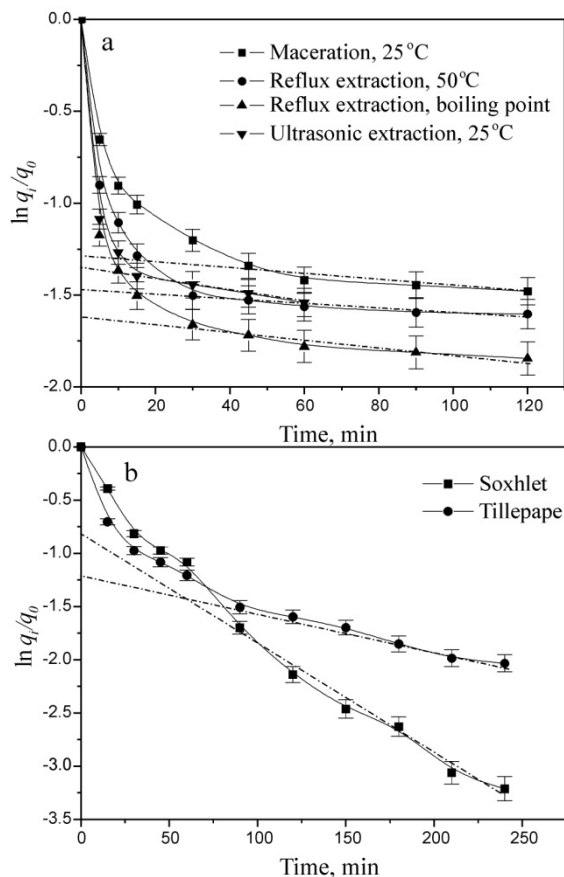 0.0
a
Maceration, 25°C
Reflux extraction, 50°C
Reflux extraction, boiling point
Ultrasonic extraction, 25°C
-0.5
-1.0
-1.5
-2.0
ln qi/q0
0 20 40 60 80 100 120
Time, min
0.0
b
Soxhlet
Tillepape
-0.5
-1.0
-1.5
-2.0
-2.5
-3.0
-3.5
ln qi/q0
0 50 100 150 200 250
Time, min